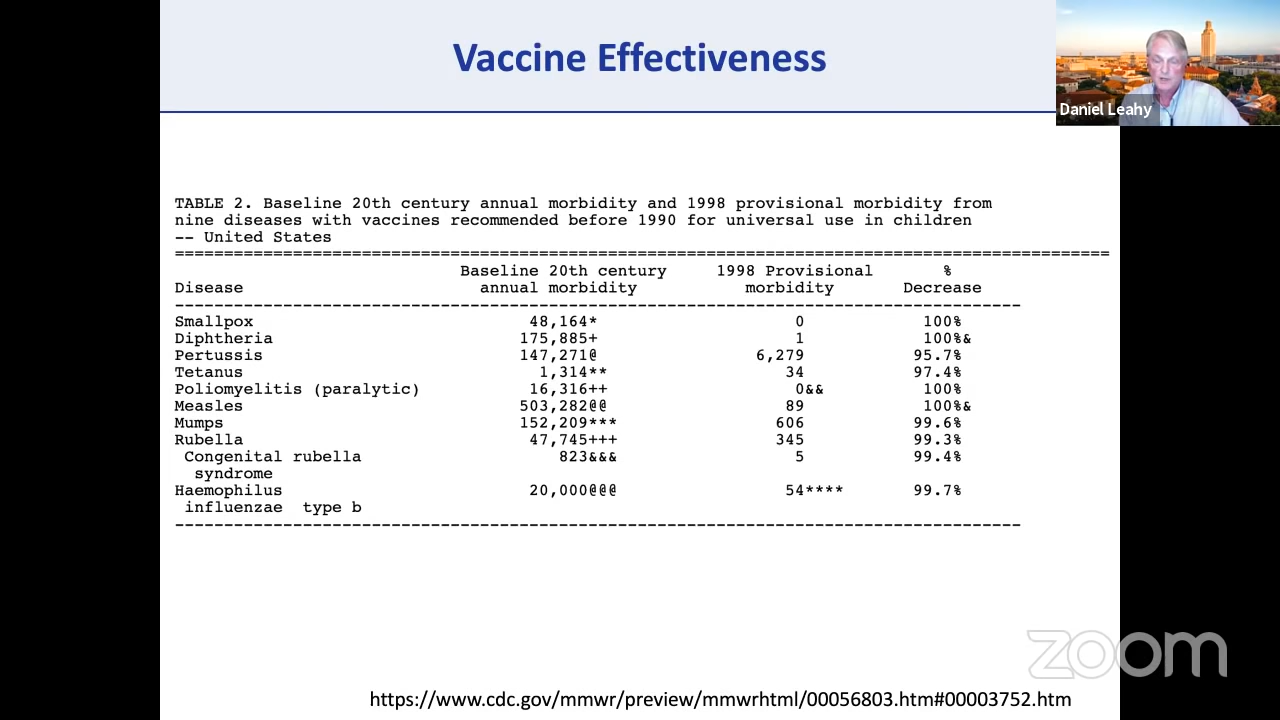 Vaccine Effectiveness
Daniel Leahy
TABLE 2. Baseline 20th century annual morbidity and 1998 provisional morbidity from
nine diseases with vaccines recommended before 1990 for universal use in children
-- United States
================================================================================================
Baseline 20th century 1998 Provisional %
Disease annual morbidity morbidity Decrease
---------------------------------------------------------------------------------------
Smallpox 48,164* 0 100%
Diphtheria 175,885+ 1 100%&
Pertussis 147,271@ 6,279 95.7%
Tetanus 1,314** 34 97.4%
Poliomyelitis (paralytic) 16,316++ 0&& 100%
Measles 503,282@@ 89 100%&
Mumps 152,209*** 606 99.6%
Rubella 47,745+++ 345 99.3%
Congenital rubella 823&&& 5 99.4%
syndrome
Haemophilus 20,000@@@ 54**** 99.7%
influenzae type b
---------------------------------------------------------------------------------------
zoom
https://www.cdc.gov/mmwr/preview/mmwrhtml/00056803.htm#00003752.htm